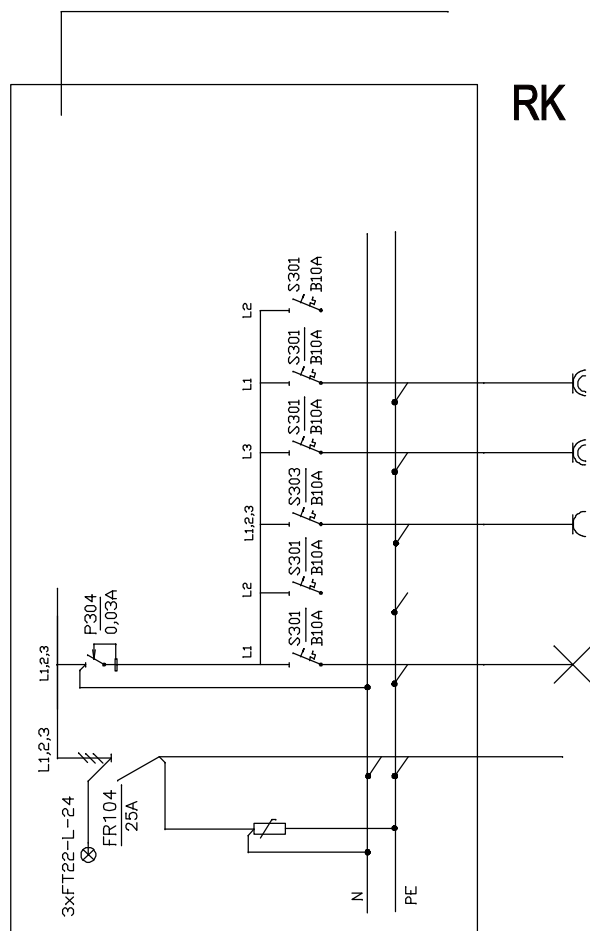 RK
L2
S301
B10A
L1
S301
B10A
L3
S301
B10A
L1,2,3
S303
B10A
L2
S301
B10A
L1
S301
B10A
L1,2,3
P304
0,03A
L1,2,3
3xFT22-L-24
FR104
25A
N
PE